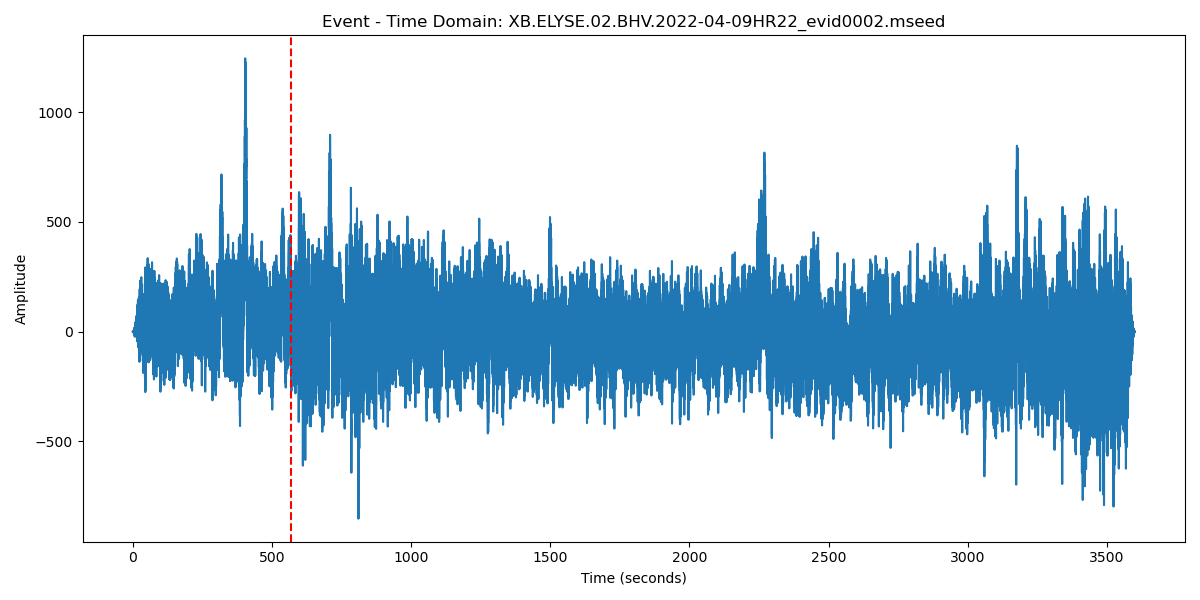 Event - Time Domain: XB.ELYSE.02.BHV.2022-04-09HR22_evid0002.mseed
Amplitude
1000
500
0
−500
0 500 1000 1500 2000 2500 3000 3500
Time (seconds)